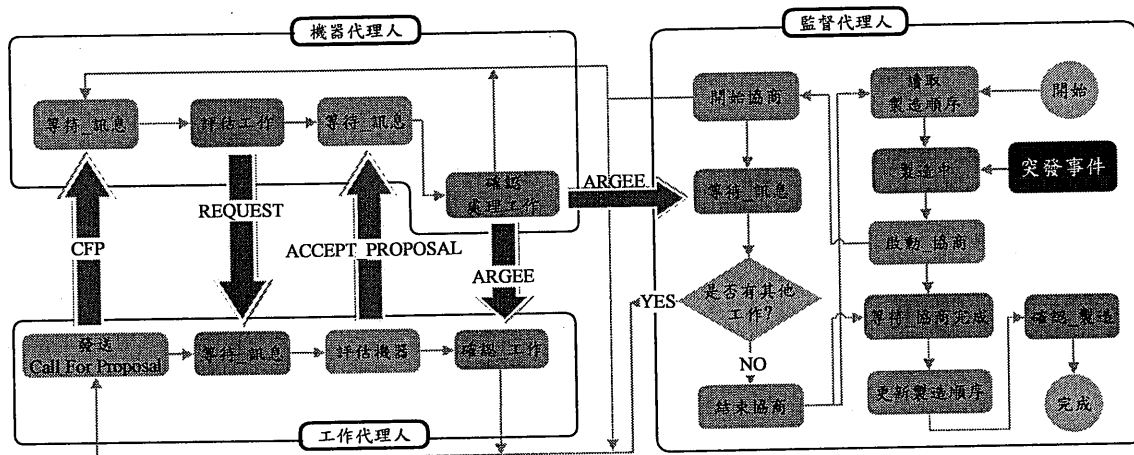 機器代理人
等待_訊息
評估工作
等待_訊息
確認
處理工作
CFP
REQUEST
ACCEPT_PROPOSAL
ARGEE
ARGEE
發送
Call For Proposal
等待_訊息
評估機器
確認_工作
工作代理人
監督代理人
開始協商
等待_訊息
是否有其他
工作?
YES
NO
結束協商
讀取
製造順序
開始
製造中
突發事件
啟動_協商
等待_協商完成
確認_製造
更新製造順序
完成